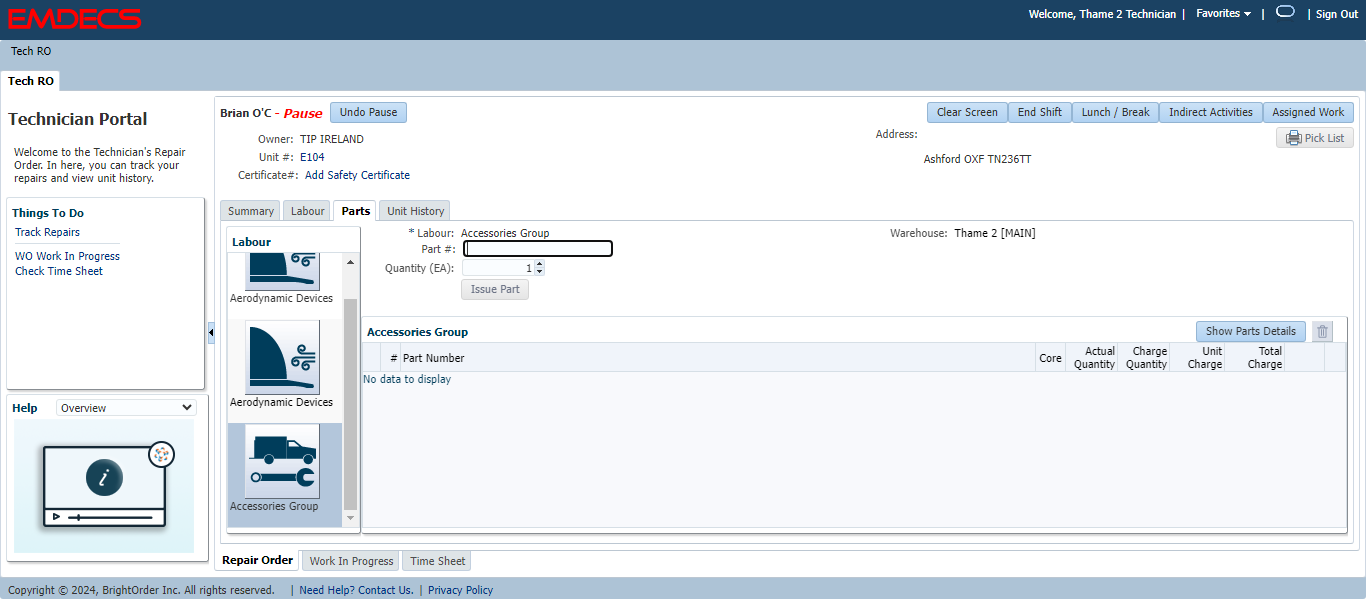 EMDECS
Welcome, Thame 2 Technician | Favorites | | Sign Out
Tech RO
Tech RO
Technician Portal
Welcome to the Technician's Repair
Order. In here, you can track your
repairs and view unit history.
Things To Do
Track Repairs
WO Work In Progress
Check Time Sheet
Help Overview
i
Brian O'C - Pause Undo Pause
Clear Screen End Shift Lunch / Break Indirect Activities Assigned Work
Owner: TIP IRELAND
Unit #: E104
Certificate#: Add Safety Certificate
Address:
Ashford OXF TN236TT
Pick List
Summary Labour Parts Unit History
Labour
Aerodynamic Devices
Aerodynamic Devices
Accessories Group
* Labour: Accessories Group
Part #:
Quantity (EA): 1
Issue Part
Warehouse: Thame 2 [MAIN]
Accessories Group Show Parts Details
# Part Number Core Actual Quantity Charge Quantity Unit Charge Total Charge
No data to display
Repair Order Work In Progress Time Sheet
Copyright © 2024, BrightOrder Inc. All rights reserved. | Need Help? Contact Us. | Privacy Policy